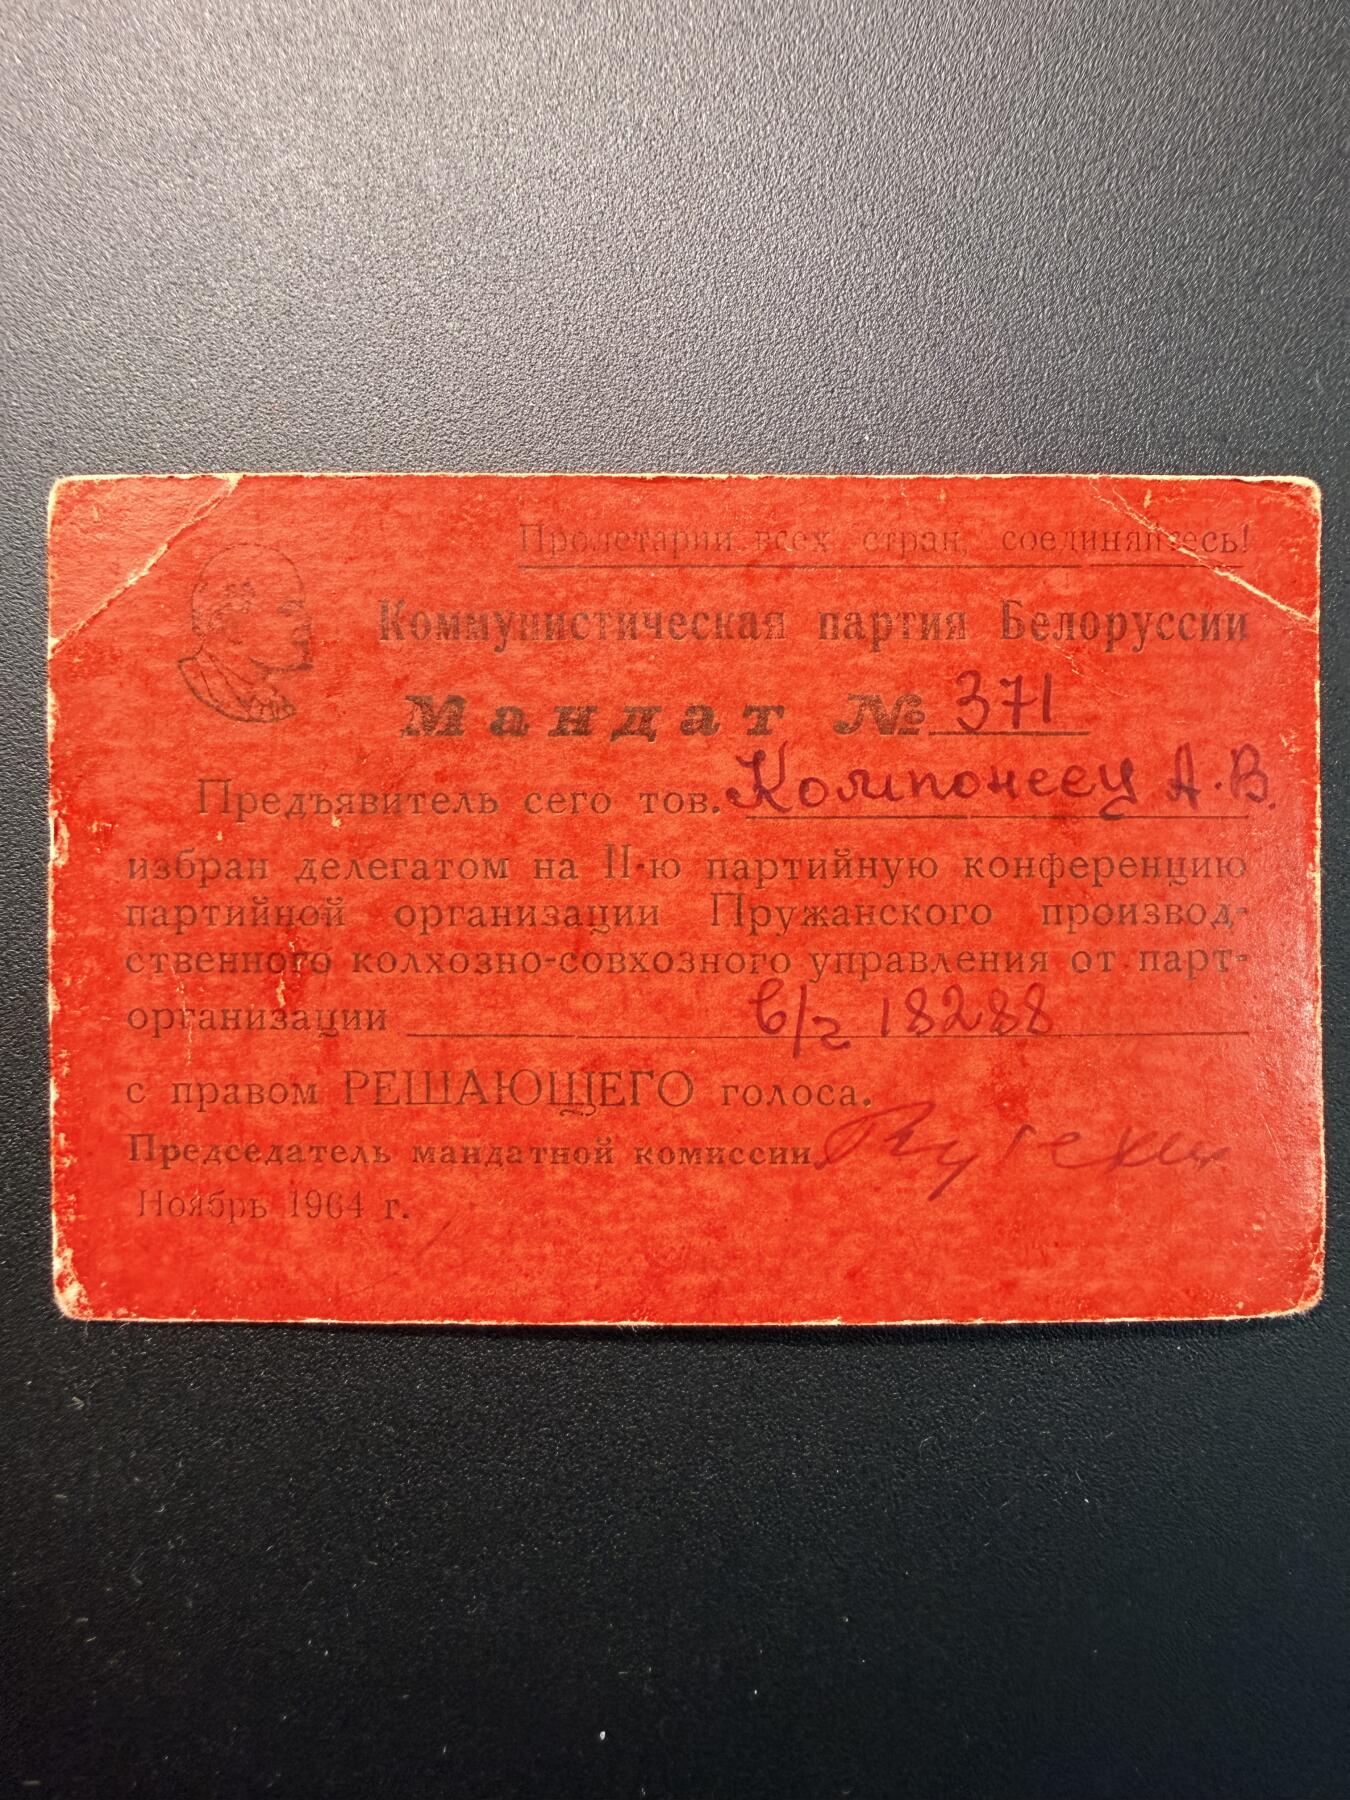 Пролетарии всех стран, соединяйтесь!
Коммунистическая партия Белоруссии
Мандат № 371
Предъявитель сего тов. Компонеец А.В.
избран делегатом на II-ю партийную конференцию
партийной организации Пружанского производ-
ственного колхозно-совхозного управления от парт-
организации в/г 18288
с правом РЕШАЮЩЕГО голоса.
Председатель мандатной комиссии
Ноябрь 1964 г.